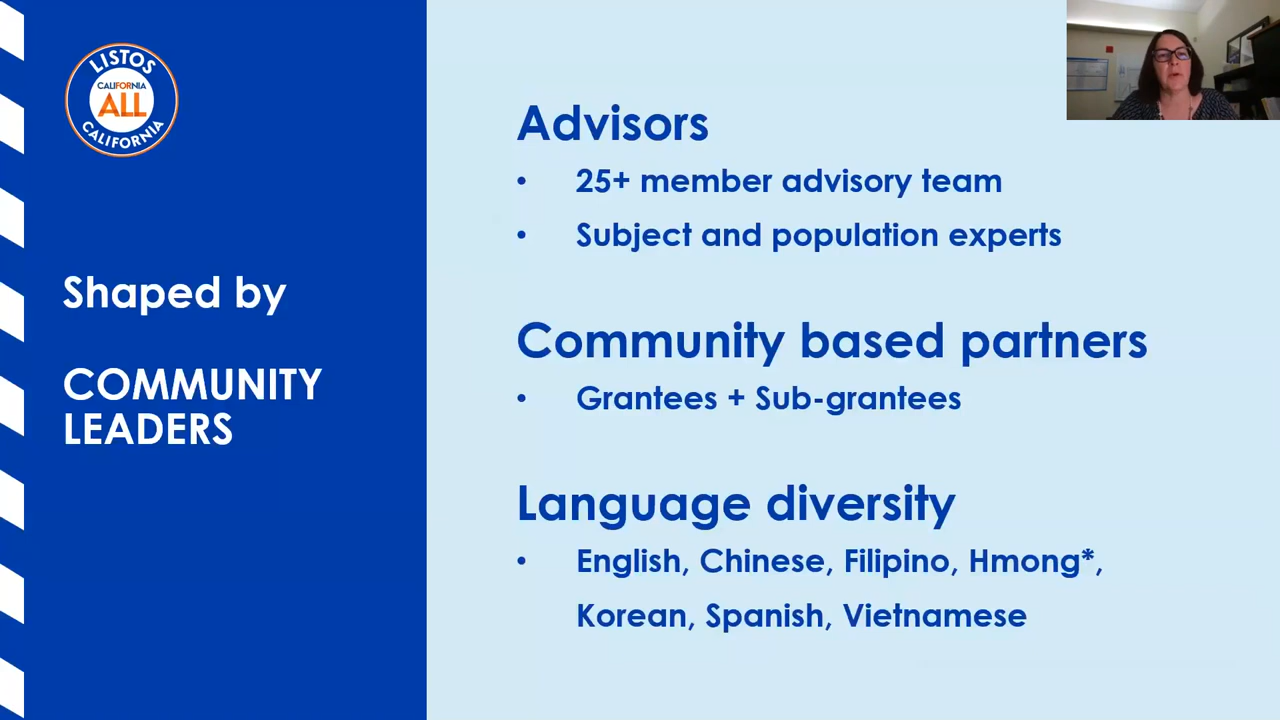 LISTOS
CALIFORNIA
ALL
CALIFORNIA
Shaped by
COMMUNITY
LEADERS
Advisors
• 25+ member advisory team
• Subject and population experts
Community based partners
• Grantees + Sub-grantees
Language diversity
• English, Chinese, Filipino, Hmong*,
Korean, Spanish, Vietnamese